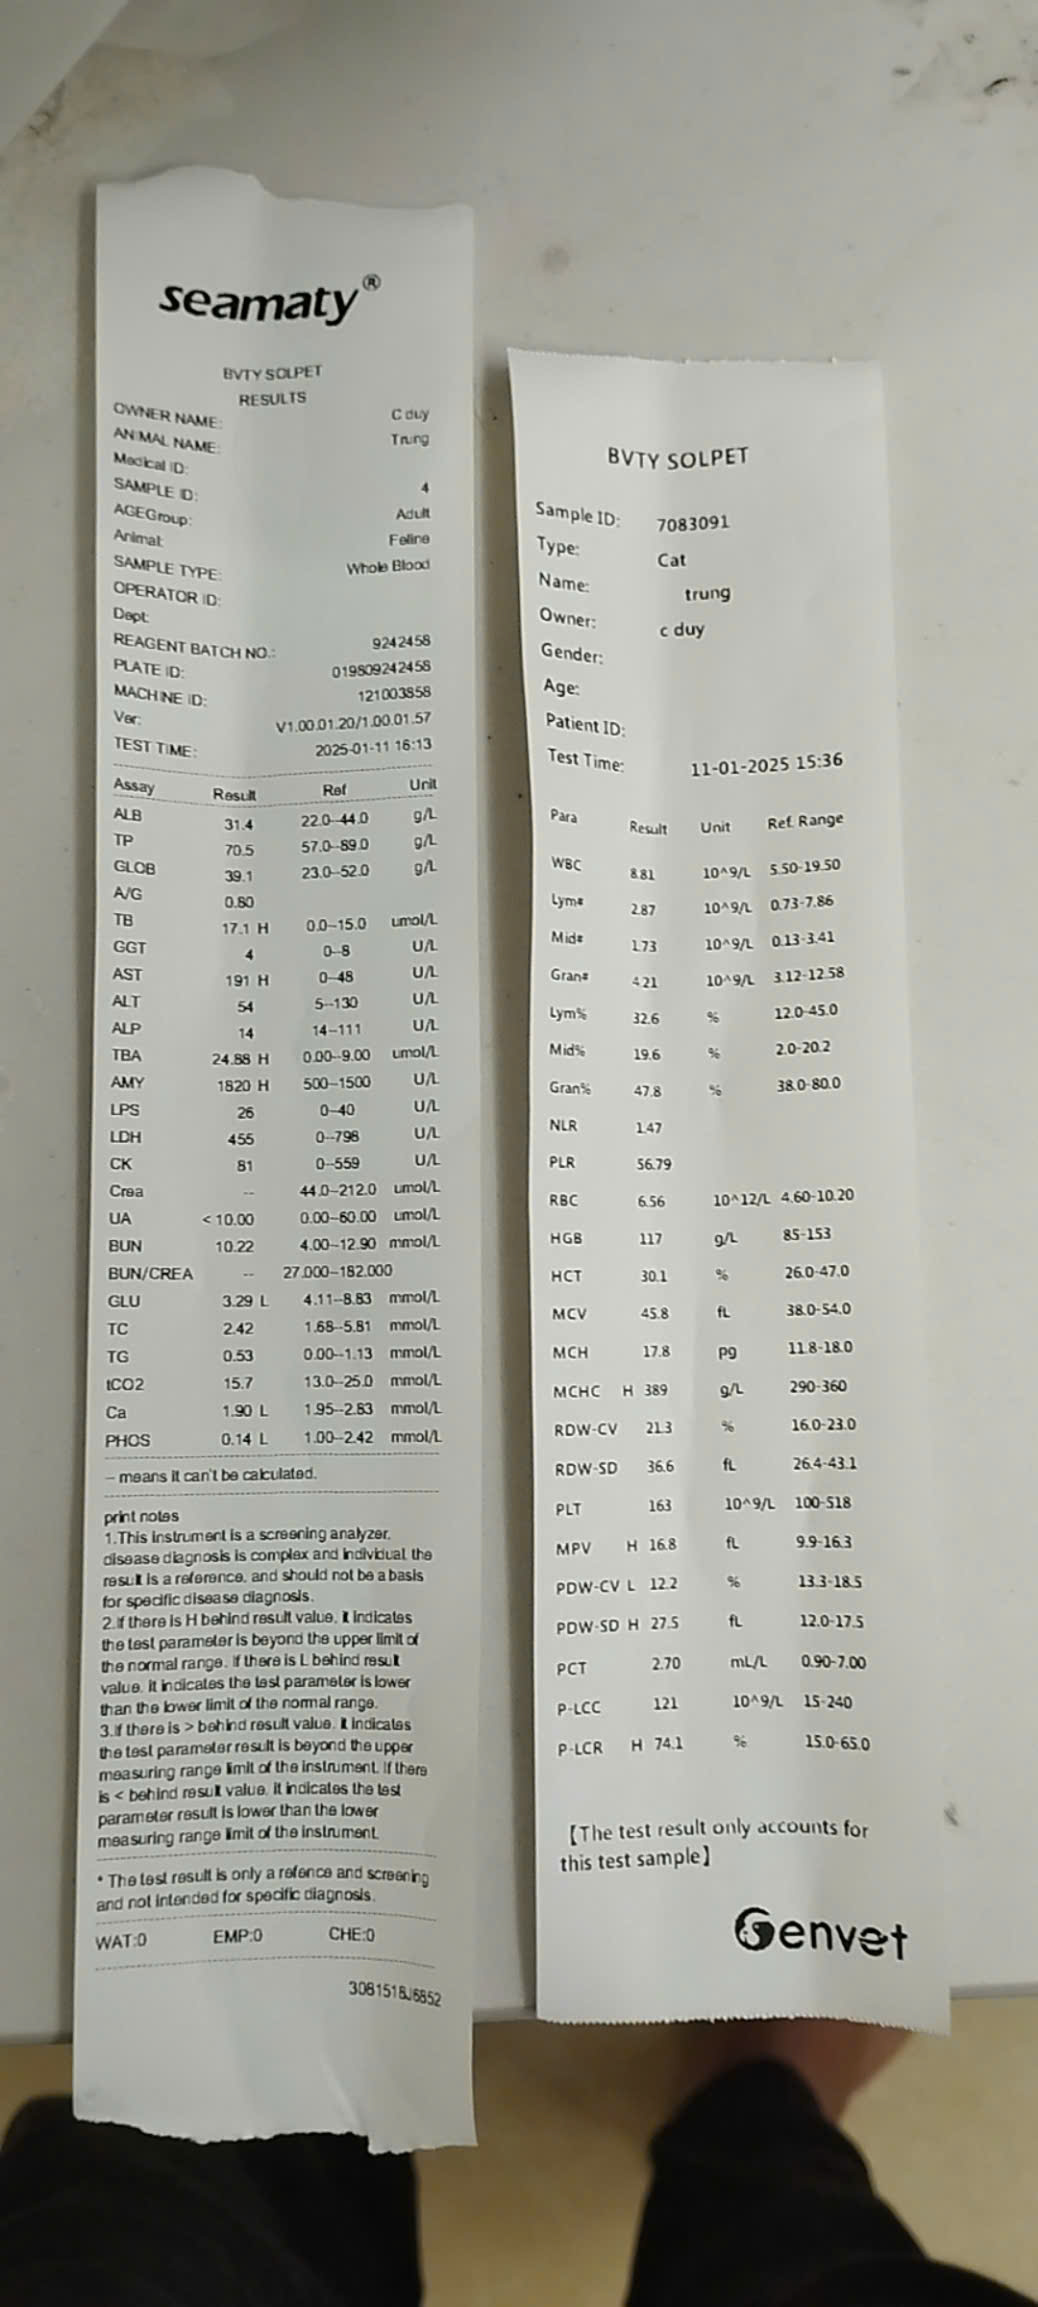 seamaty®
BVTY SOLPET
RESULTS
OWNER NAME: C duy
ANIMAL NAME: Trung
Medical ID:
SAMPLE ID: 4
AGEGroup: Adult
Animal: Feline
SAMPLE TYPE: Whole Blood
OPERATOR ID:
Dept:
REAGENT BATCH NO.: 9242458
PLATE ID: 019809242458
MACHINE ID: 121003858
Ver: V1.00.01.20/1.00.01.57
TEST TIME: 2025-01-11 16:13
Assay Result Ref Unit
ALB 31.4 22.0--44.0 g/L
TP 70.5 57.0--89.0 g/L
GLOB 39.1 23.0--52.0 g/L
A/G 0.80
TB 17.1 H 0.0--15.0 umol/L
GGT 4 0--8 U/L
AST 191 H 0--48 U/L
ALT 54 5--130 U/L
ALP 14 14--111 U/L
TBA 24.88 H 0.00--9.00 umol/L
AMY 1820 H 500--1500 U/L
LPS 26 0--40 U/L
LDH 455 0--798 U/L
CK 81 0--559 U/L
Crea -- 44.0--212.0 umol/L
UA < 10.00 0.00--60.00 umol/L
BUN 10.22 4.00--12.90 mmol/L
BUN/CREA -- 27.000--182.000
GLU 3.29 L 4.11--8.83 mmol/L
TC 2.42 1.68--5.81 mmol/L
TG 0.53 0.00--1.13 mmol/L
tCO2 15.7 13.0--25.0 mmol/L
Ca 1.90 L 1.95--2.83 mmol/L
PHOS 0.14 L 1.00--2.42 mmol/L
-- means it can't be calculated.
print notes
1.This instrument is a screening analyzer,
disease diagnosis is complex and individual, the
result is a reference, and should not be a basis
for specific disease diagnosis.
2.If there is H behind result value, it indicates
the test parameter is beyond the upper limit of
the normal range. If there is L behind result
value, it indicates the test parameter is lower
than the lower limit of the normal range.
3.If there is > behind result value, it indicates
the test parameter result is beyond the upper
measuring range limit of the instrument. If there
is < behind result value, it indicates the test
parameter result is lower than the lower
measuring range limit of the instrument.
* The test result is only a refence and screening
and not intended for specific diagnosis.
WAT:0 EMP:0 CHE:0
3081518J6852
BVTY SOLPET
Sample ID: 7083091
Type: Cat
Name: trung
Owner: c duy
Gender:
Age:
Patient ID:
Test Time: 11-01-2025 15:36
Para Result Unit Ref. Range
WBC 8.81 10^9/L 5.50-19.50
Lym# 2.87 10^9/L 0.73-7.86
Mid# 1.73 10^9/L 0.13-3.41
Gran# 4.21 10^9/L 3.12-12.58
Lym% 32.6 % 12.0-45.0
Mid% 19.6 % 2.0-20.2
Gran% 47.8 % 38.0-80.0
NLR 1.47
PLR 56.79
RBC 6.56 10^12/L 4.60-10.20
HGB 117 g/L 85-153
HCT 30.1 % 26.0-47.0
MCV 45.8 fL 38.0-54.0
MCH 17.8 pg 11.8-18.0
MCHC H 389 g/L 290-360
RDW-CV 21.3 % 16.0-23.0
RDW-SD 36.6 fL 26.4-43.1
PLT 163 10^9/L 100-518
MPV H 16.8 fL 9.9-16.3
PDW-CV L 12.2 % 13.3-18.5
PDW-SD H 27.5 fL 12.0-17.5
PCT 2.70 mL/L 0.90-7.00
P-LCC 121 10^9/L 15-240
P-LCR H 74.1 % 15.0-65.0
【The test result only accounts for
this test sample】
Genvet